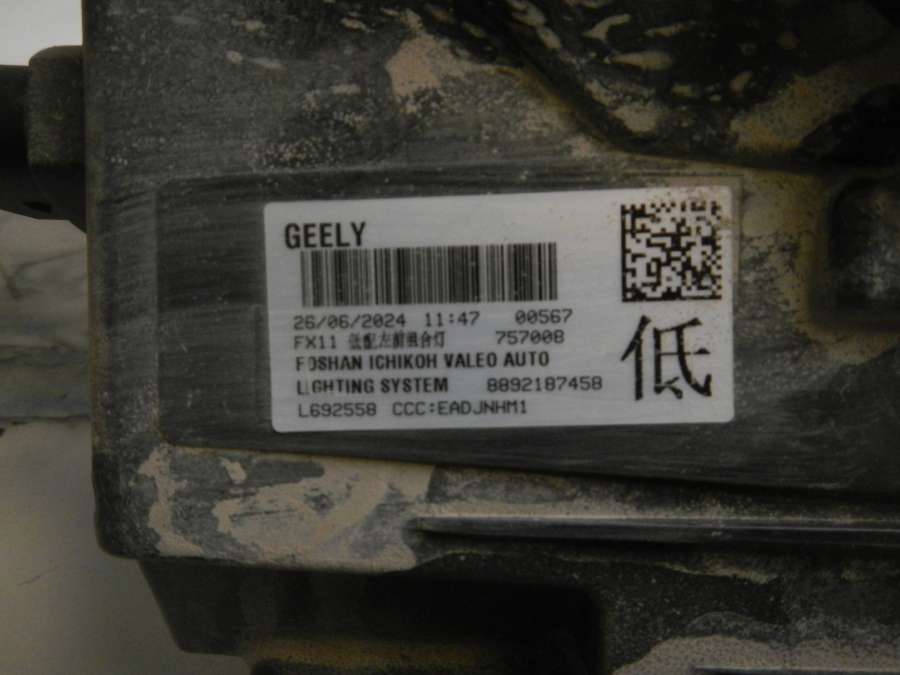 GEELY
26/06/2024 11:47 00567
FX11 低配左前组合灯 757008
FOSHAN ICHIKOH VALEO AUTO
LIGHTING SYSTEM 8892187458
L692558 CCC:EADJNHM1
低